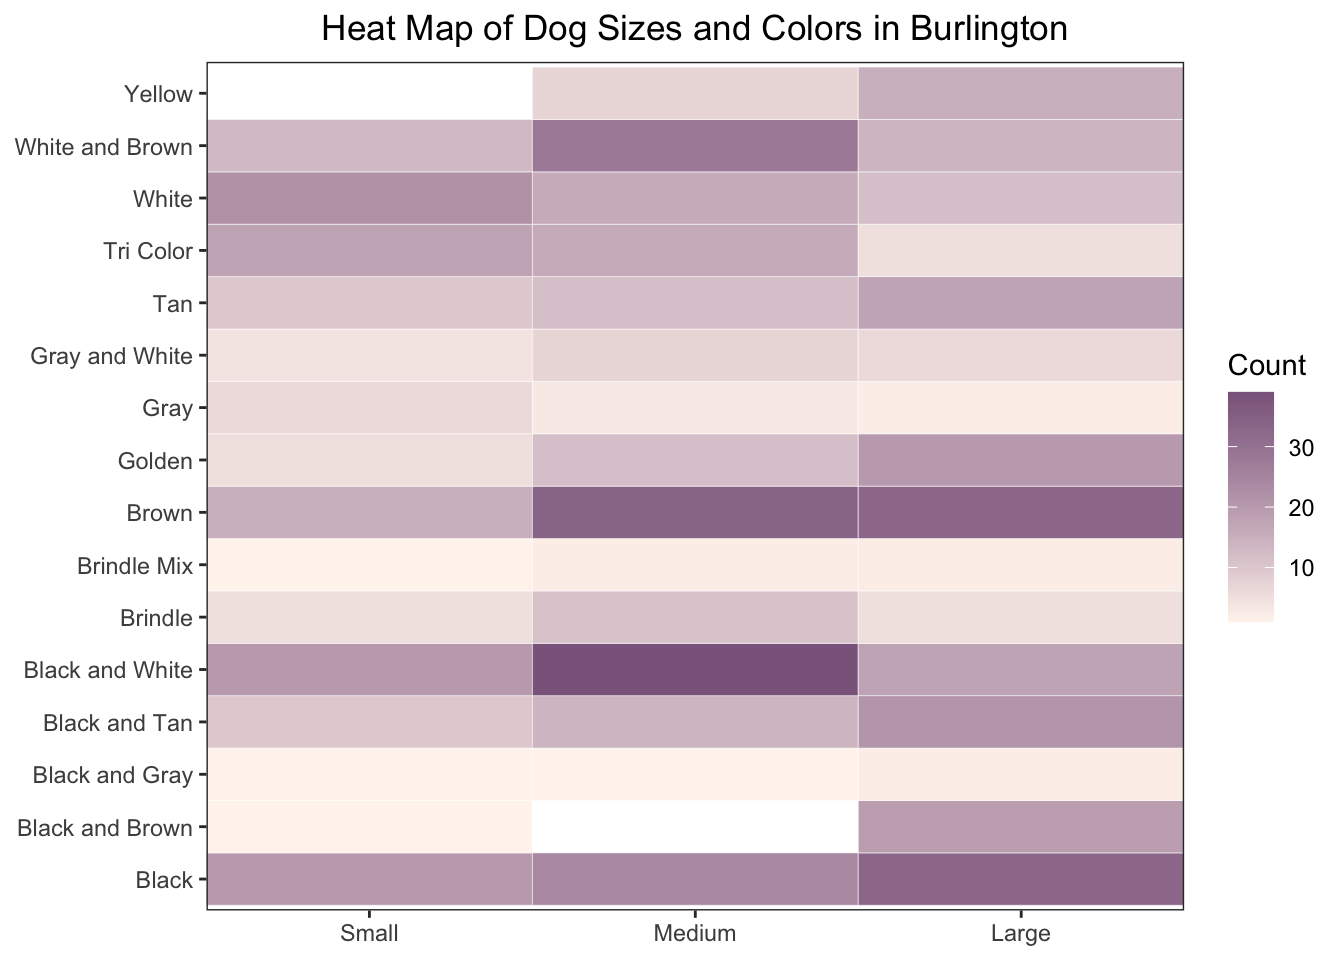 Heat Map of Dog Sizes and Colors in Burlington
Yellow
White and Brown
White
Tri Color
Tan
Gray and White
Gray
Golden
Brown
Brindle Mix
Brindle
Black and White
Black and Tan
Black and Gray
Black and Brown
Black
Small Medium Large
Count
30
20
10